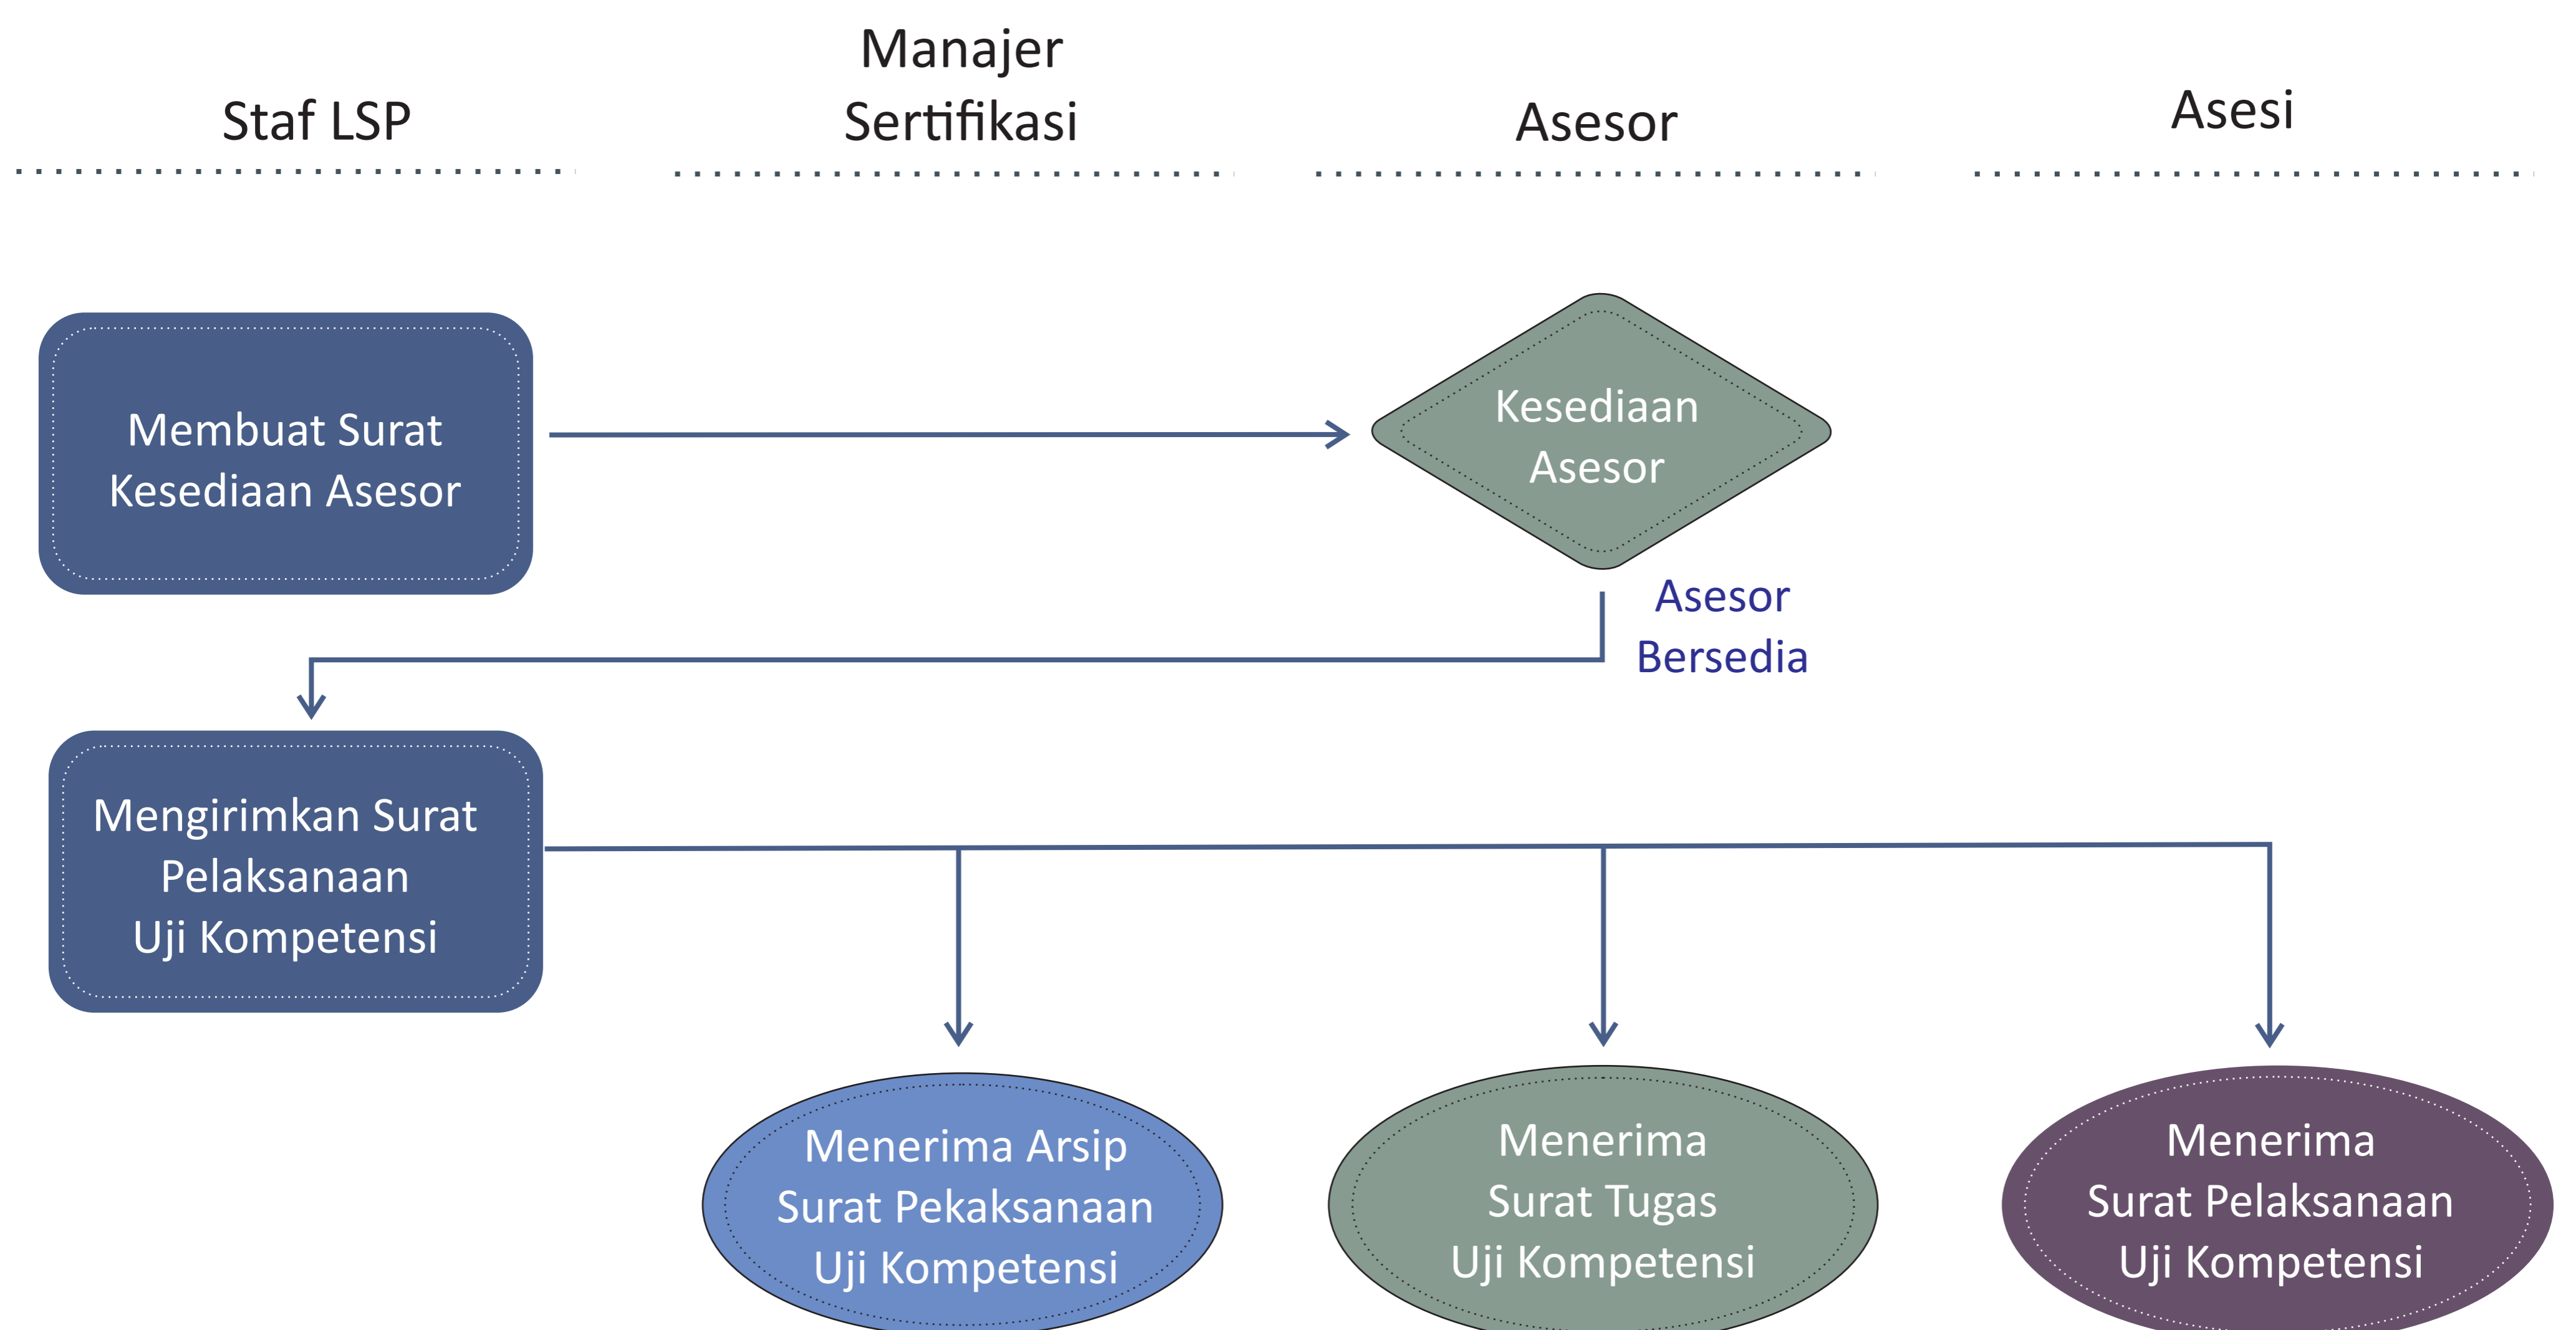 Staf LSP
Manajer
Sertifikasi
Asesor
Asesi
Membuat Surat
Kesediaan Asesor
Kesediaan
Asesor
Asesor
Bersedia
Mengirimkan Surat
Pelaksanaan
Uji Kompetensi
Menerima Arsip
Surat Pekaksanaan
Uji Kompetensi
Menerima
Surat Tugas
Uji Kompetensi
Menerima
Surat Pelaksanaan
Uji Kompetensi